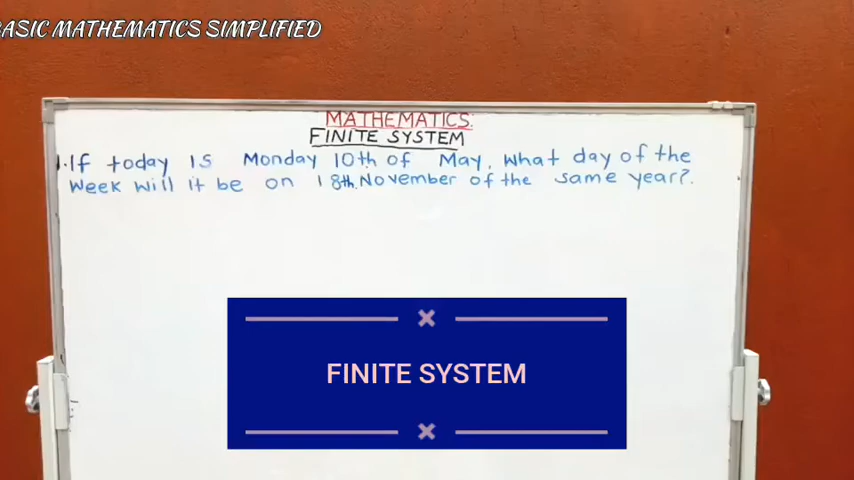 BASIC MATHEMATICS SIMPLIFIED
MATHEMATICS:
FINITE SYSTEM
1. If today is Monday 10th of May, what day of the
week will it be on 18th November of the same year?.
FINITE SYSTEM